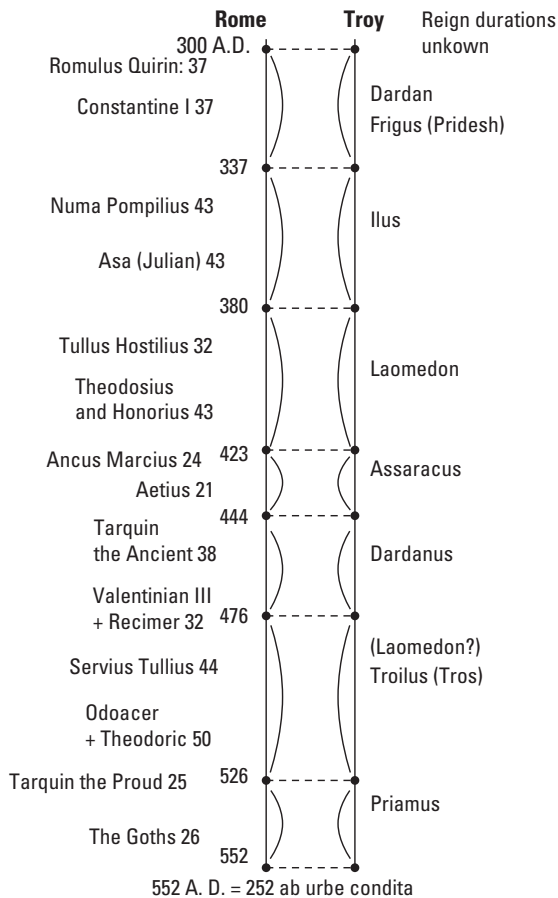 Rome Troy Reign durations
unkown
300 A.D.
Romulus Quirin: 37
Constantine I 37
Dardan
Frigus (Pridesh)
337
Numa Pompilius 43
Ilus
Asa (Julian) 43
380
Tullus Hostilius 32
Laomedon
Theodosius
and Honorius 43
423
Ancus Marcius 24
Assaracus
Aetius 21
444
Tarquin
the Ancient 38
Dardanus
Valentinian III
+ Recimer 32
476
(Laomedon?)
Troilus (Tros)
Servius Tullius 44
Odoacer
+ Theodoric 50
526
Tarquin the Proud 25
Priamus
The Goths 26
552
552 A. D. = 252 ab urbe condita